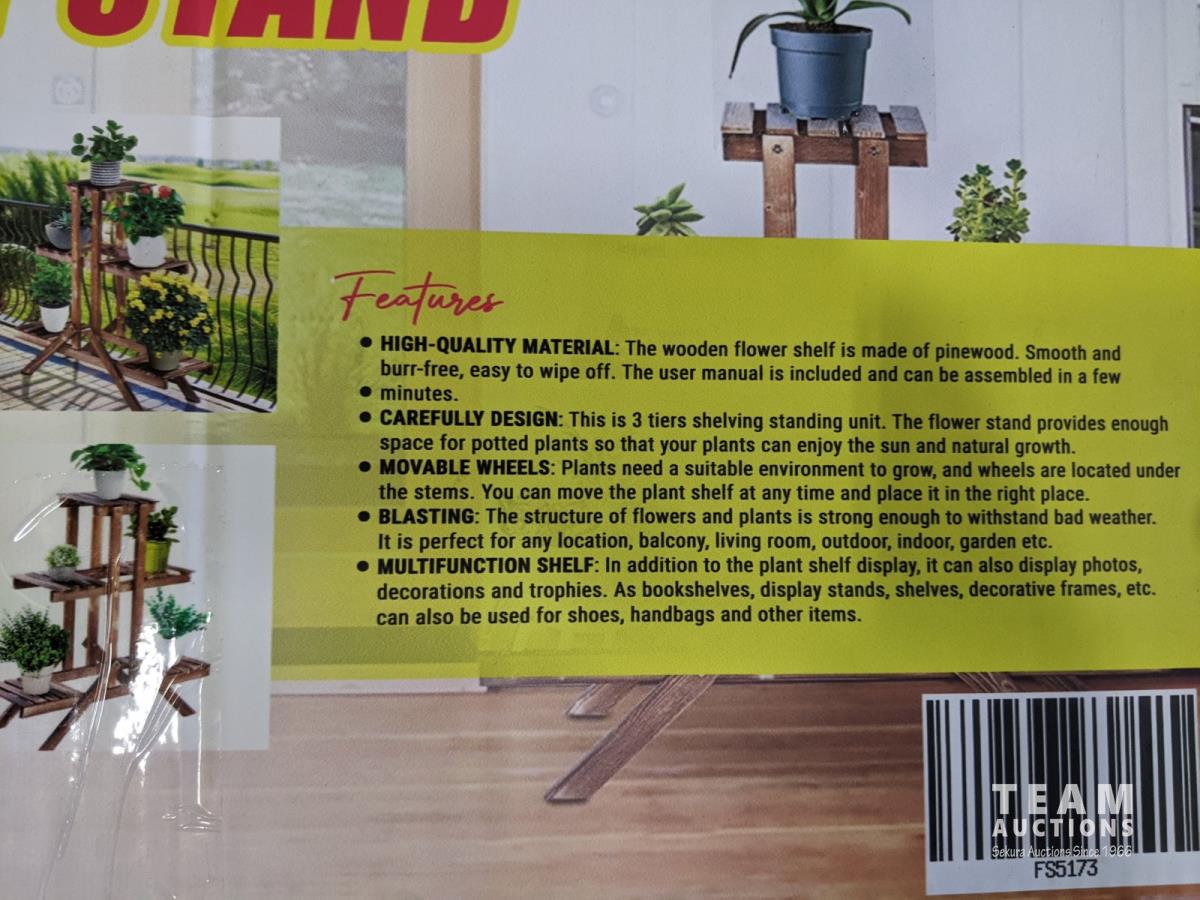 STAND
Features
• HIGH-QUALITY MATERIAL: The wooden flower shelf is made of pinewood. Smooth and
burr-free, easy to wipe off. The user manual is included and can be assembled in a few
• minutes.
• CAREFULLY DESIGN: This is 3 tiers shelving standing unit. The flower stand provides enough
space for potted plants so that your plants can enjoy the sun and natural growth.
• MOVABLE WHEELS: Plants need a suitable environment to grow, and wheels are located under
the stems. You can move the plant shelf at any time and place it in the right place.
• BLASTING: The structure of flowers and plants is strong enough to withstand bad weather.
It is perfect for any location, balcony, living room, outdoor, indoor, garden etc.
• MULTIFUNCTION SHELF: In addition to the plant shelf display, it can also display photos,
decorations and trophies. As bookshelves, display stands, shelves, decorative frames, etc.
can also be used for shoes, handbags and other items.
TEAM
AUCTIONS
Sekura Auctions Since 1966
FS5173